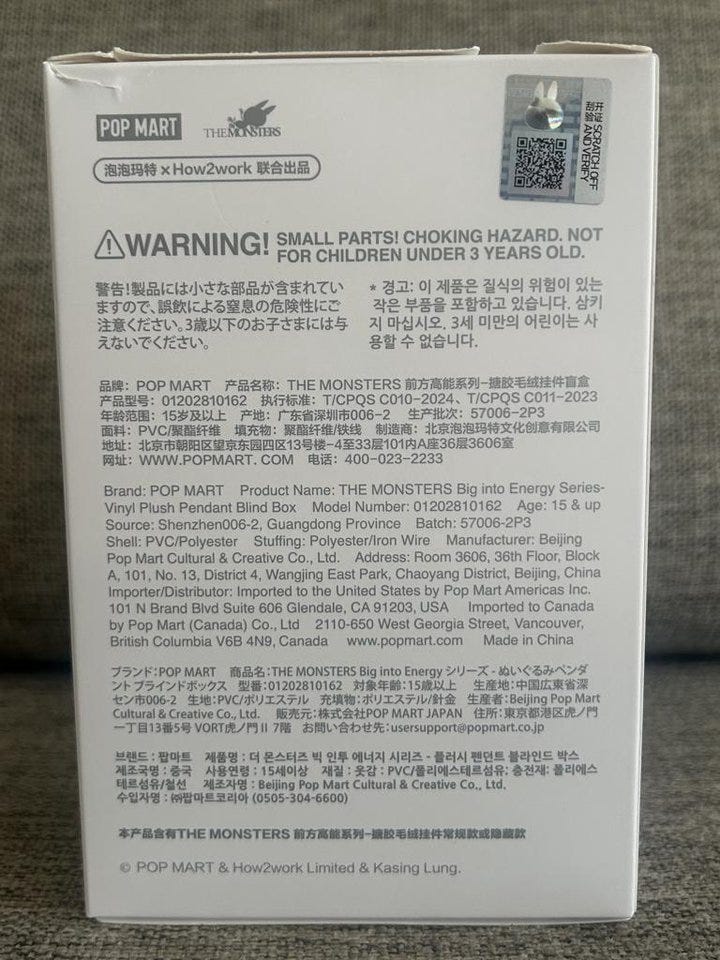 POP MART
THE MONSTERS
泡泡玛特 × How2work 联合出品
SCRATCH OFF
AND VERIFY
WARNING! SMALL PARTS! CHOKING HAZARD. NOT
FOR CHILDREN UNDER 3 YEARS OLD.
警告!製品には小さな部品が含まれてい
ますので、誤飲による窒息の危険性にご
注意ください。3歳以下のお子さまには与
えないでください。
* 경고: 이 제품은 질식의 위험이 있는
작은 부품을 포함하고 있습니다. 삼키
지 마십시오. 3세 미만의 어린이는 사
용할 수 없습니다.
品牌: POP MART 产品名称: THE MONSTERS 前方高能系列-搪胶毛绒挂件盲盒
产品型号: 01202810162 执行标准: T/CPQS C010-2024、T/CPQS C011-2023
年龄范围: 15岁及以上 产地: 广东省深圳市006-2 生产批次: 57006-2P3
面料: PVC/聚酯纤维 填充物: 聚酯纤维/铁线 制造商: 北京泡泡玛特文化创意有限公司
地址: 北京市朝阳区望京东园四区13号楼-4至33层101内A座36层3606室
网址: WWW.POPMART. COM 电话: 400-023-2233
Brand: POP MART Product Name: THE MONSTERS Big into Energy Series-
Vinyl Plush Pendant Blind Box Model Number: 01202810162 Age: 15 & up
Source: Shenzhen006-2, Guangdong Province Batch: 57006-2P3
Shell: PVC/Polyester Stuffing: Polyester/Iron Wire Manufacturer: Beijing
Pop Mart Cultural & Creative Co., Ltd. Address: Room 3606, 36th Floor, Block
A, 101, No. 13, District 4, Wangjing East Park, Chaoyang District, Beijing, China
Importer/Distributor: Imported to the United States by Pop Mart Americas Inc.
101 N Brand Blvd Suite 606 Glendale, CA 91203, USA Imported to Canada
by Pop Mart (Canada) Co., Ltd 2110-650 West Georgia Street, Vancouver,
British Columbia V6B 4N9, Canada www.popmart.com Made in China
ブランド:POP MART 商品名:THE MONSTERS Big into Energy シリーズ - ぬいぐるみペンダ
ント ブラインドボックス 型番:01202810162 対象年齢:15歳以上 生産地:中国広東省深
セン市006-2 生地:PVC/ポリエステル 充填物:ポリエステル/針金 生産者:Beijing Pop Mart
Cultural & Creative Co., Ltd. 販売元:株式会社POP MART JAPAN 住所:東京都港区虎ノ門
一丁目13番5号 VORT虎ノ門Ⅱ 7階 お問い合わせ先:usersupport@popmart.co.jp
브랜드 : 팝마트 제품명 : 더 몬스터즈 빅 인투 에너지 시리즈 - 플러시 펜던트 블라인드 박스
제조국명 : 중국 사용연령 : 15세이상 재질 : 옷감 : PVC/폴리에스테르섬유; 충전재: 폴리에스
테르섬유/철선 제조자명 : Beijing Pop Mart Cultural & Creative Co., Ltd.
수입자명 : ㈜팝마트코리아 (0505-304-6600)
本产品含有THE MONSTERS 前方高能系列-搪胶毛绒挂件常规款或隐藏款
© POP MART & How2work Limited & Kasing Lung.